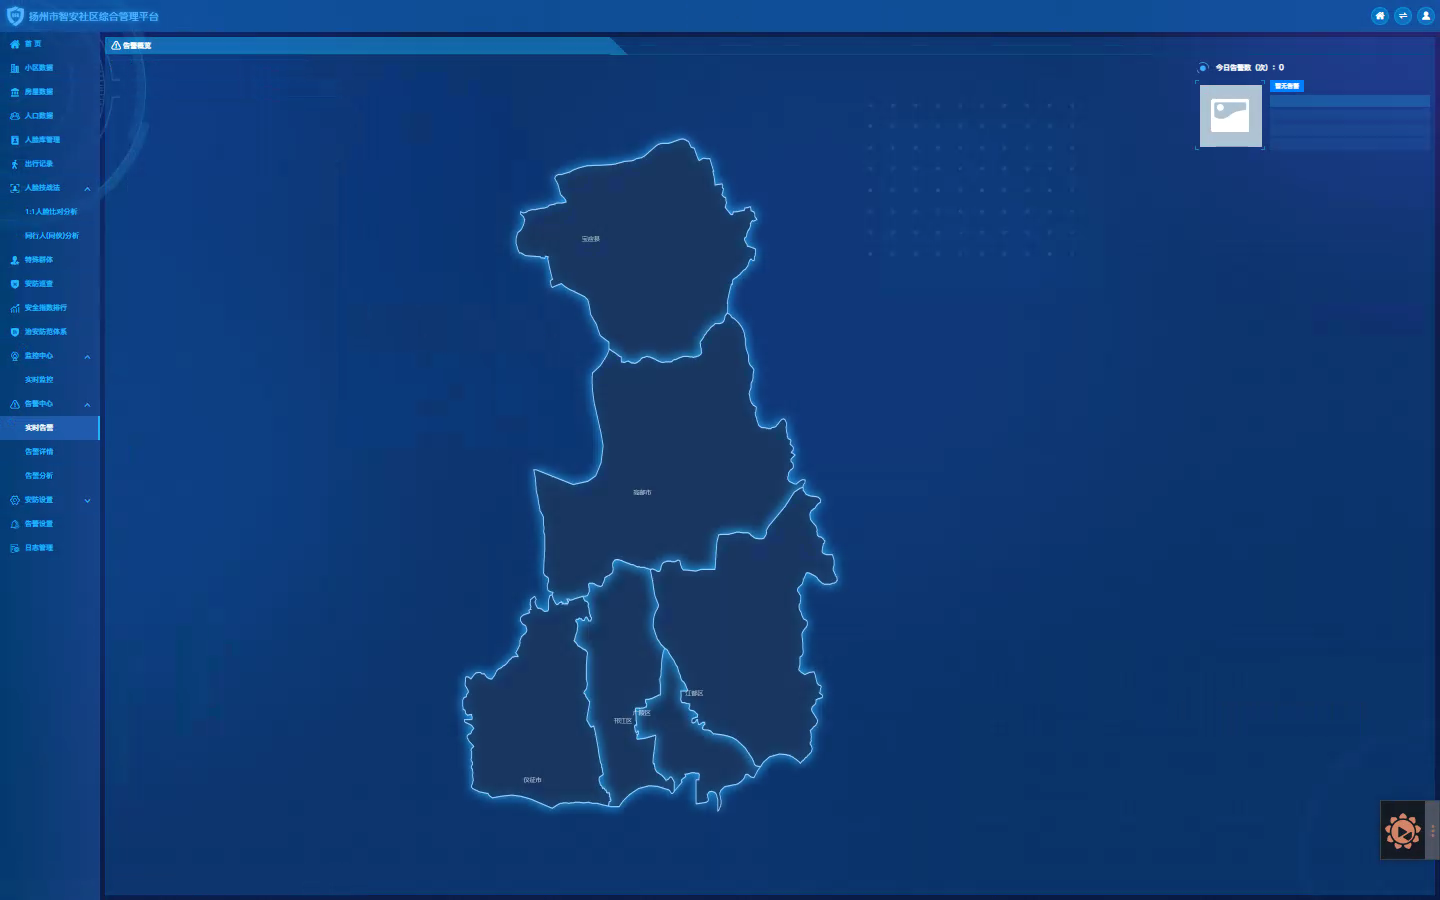 扬州市智安社区综合管理平台
首 页
小区数据
房屋数据
人口数据
人脸库管理
出行记录
人脸技战法
1:1人脸比对分析
同行人(同伙)分析
特殊群体
安防巡查
安全指数排行
治安防范体系
监控中心
实时监控
告警中心
实时告警
告警详情
告警分析
安防设置
告警设置
日志管理
告警概览
今日告警数（次）：0
暂无告警
宝应县
高邮市
江都区
广陵区
邗江区
仪征市